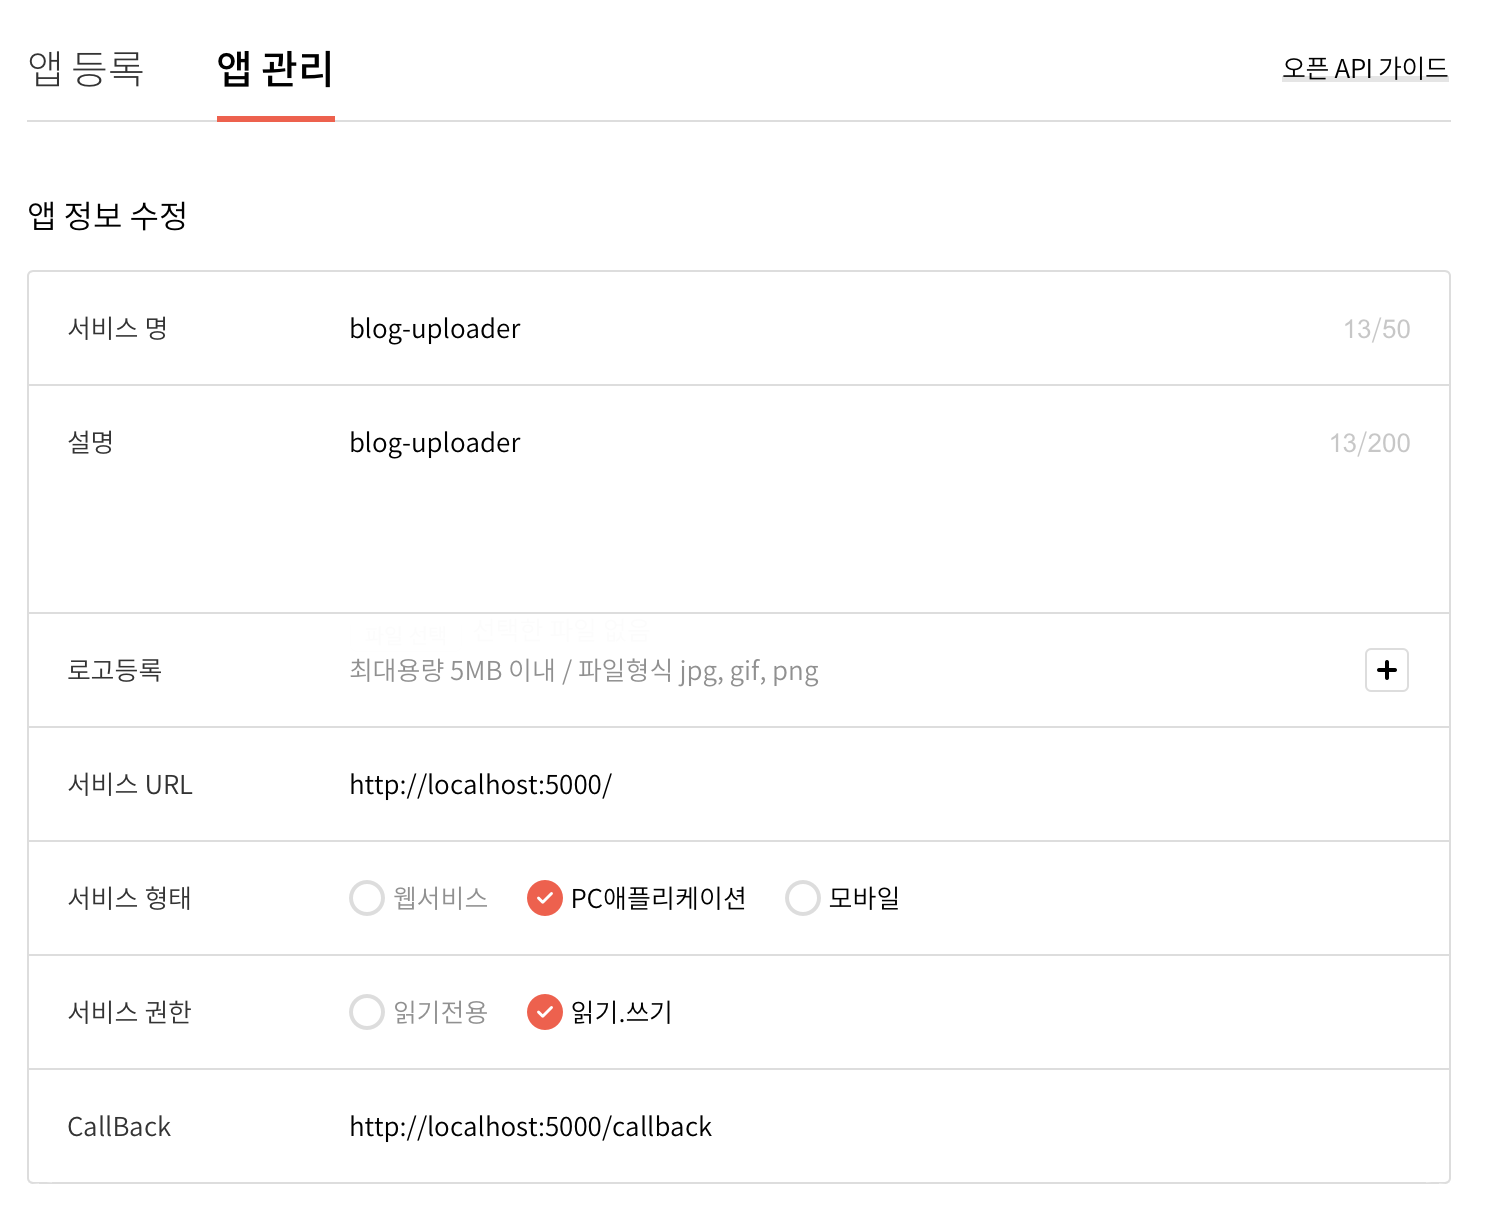 앱 등록 앱 관리 오픈 API 가이드
앱 정보 수정
서비스 명 blog-uploader 13/50
설명 blog-uploader 13/200
로고등록 최대용량 5MB 이내 / 파일형식 jpg, gif, png
서비스 URL http://localhost:5000/
서비스 형태 웹서비스 PC애플리케이션 모바일
서비스 권한 읽기전용 읽기.쓰기
CallBack http://localhost:5000/callback